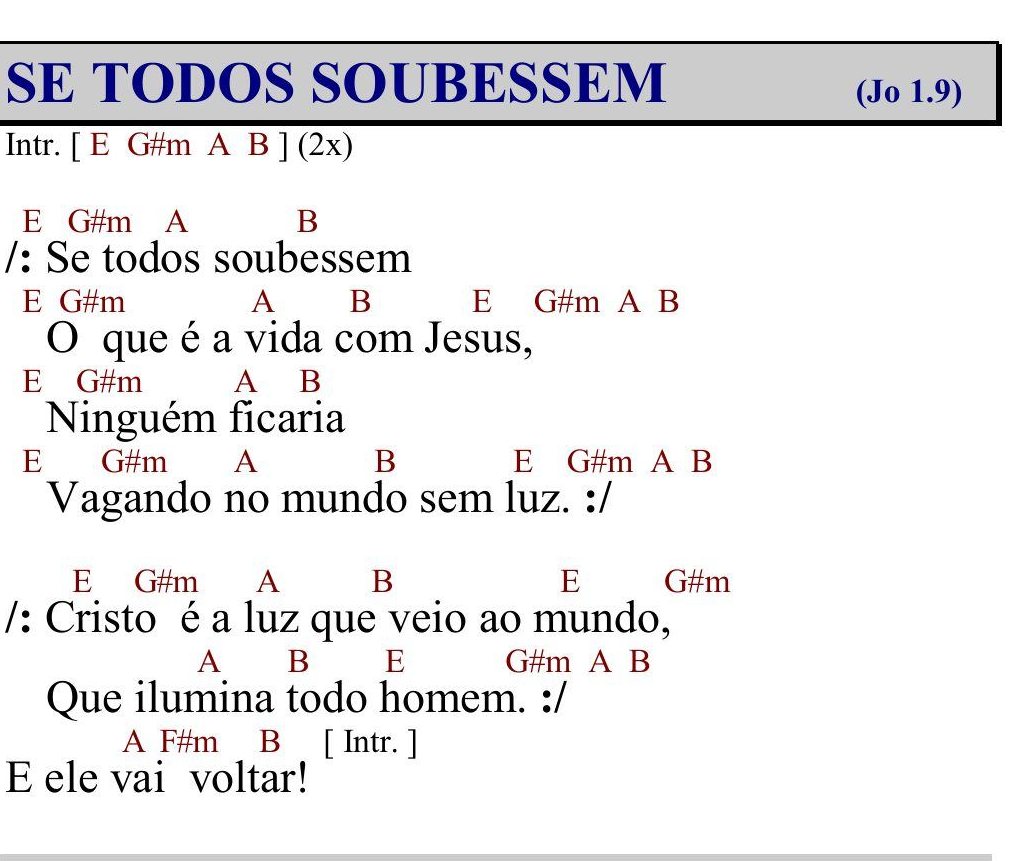 SE TODOS SOUBESSEM (Jo 1.9)
Intr. [ E G#m A B ] (2x)
E G#m A B
/: Se todos soubessem
E G#m A B E G#m A B
O que é a vida com Jesus,
E G#m A B
Ninguém ficaria
E G#m A B E G#m A B
Vagando no mundo sem luz. :/
E G#m A B E G#m
/: Cristo é a luz que veio ao mundo,
A B E G#m A B
Que ilumina todo homem. :/
A F#m B [ Intr. ]
E ele vai voltar!